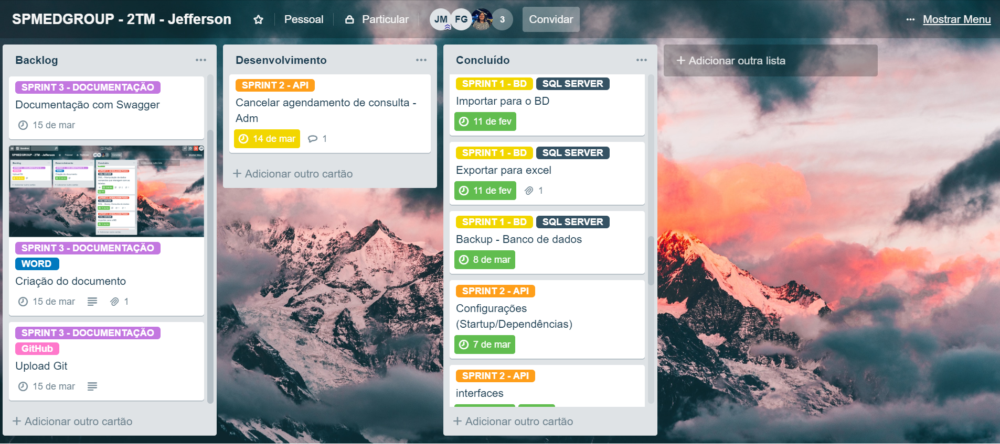 SPMEDGROUP - 2TM - Jefferson
Pessoal
Particular
JM
FG
3
Convidar
Mostrar Menu
Backlog
SPRINT 3 - DOCUMENTAÇÃO
Documentação com Swagger
15 de mar
SPMEDGROUP - 2TM - Jefferson
Backlog
Desenvolvimento
Concluído
SPRINT 3 - DOCUMENTAÇÃO
WORD
Criação do documento
15 de mar
1
SPRINT 3 - DOCUMENTAÇÃO
GitHub
Upload Git
15 de mar
+ Adicionar outro cartão
Desenvolvimento
SPRINT 2 - API
Cancelar agendamento de consulta -
Adm
14 de mar
1
+ Adicionar outro cartão
Concluído
SPRINT 1 - BD SQL SERVER
Importar para o BD
11 de fev
SPRINT 1 - BD SQL SERVER
Exportar para excel
11 de fev
1
SPRINT 1 - BD SQL SERVER
Backup - Banco de dados
8 de mar
SPRINT 2 - API
Configurações
(Startup/Dependências)
7 de mar
SPRINT 2 - API
interfaces
+ Adicionar outro cartão
+ Adicionar outra lista